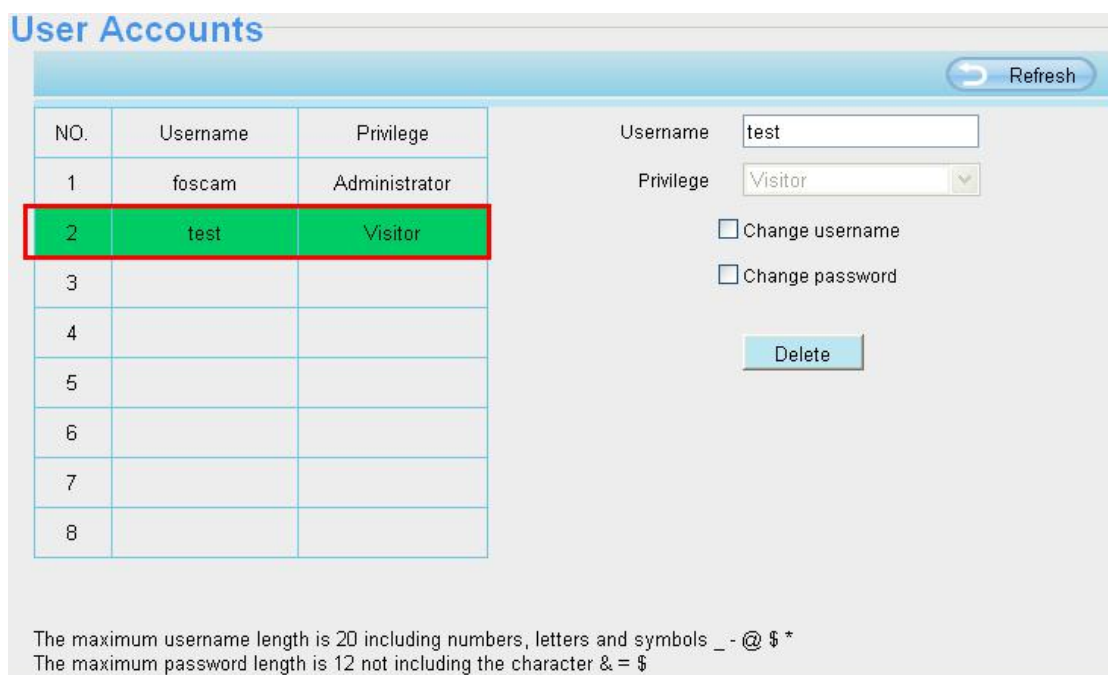 User Accounts
Refresh
NO. Username Privilege
1 foscam Administrator
2 test Visitor
3
4
5
6
7
8
Username test
Privilege Visitor
Change username
Change password
Delete
The maximum username length is 20 including numbers, letters and symbols _ - @ $ *
The maximum password length is 12 not including the character & = $